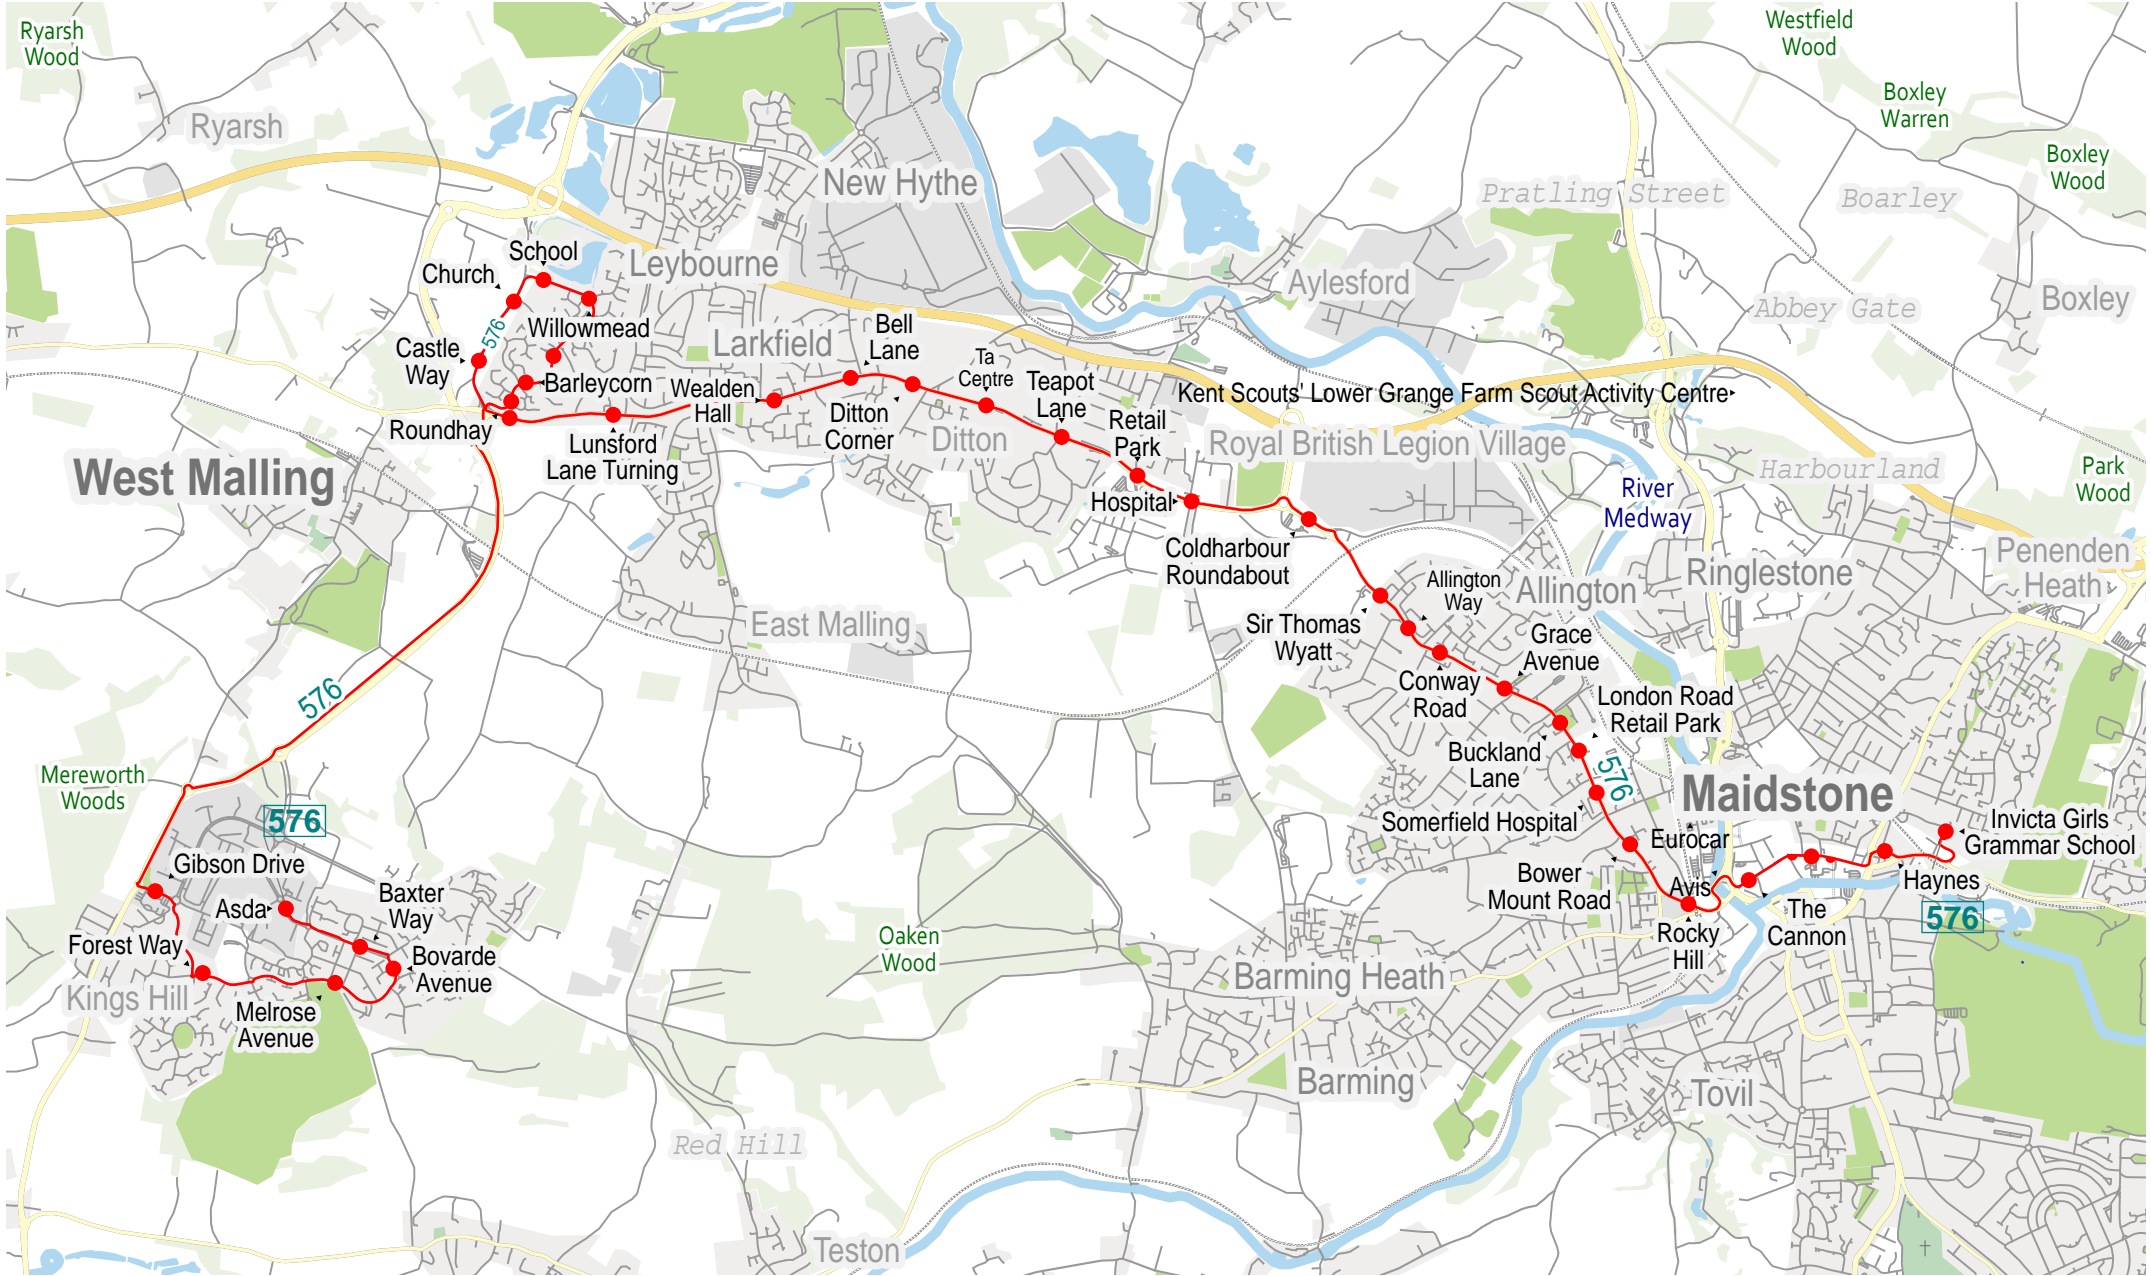 Ryarsh
Wood
Westfield
Wood
Boxley
Warren
Boxley
Wood
Ryarsh
New Hythe
Pratling Street
Boarley
School
Church
Leybourne
Aylesford
Abbey Gate
Boxley
576
Willowmead
Castle
Way
Larkfield
Bell
Lane
Ta
Centre
Barleycorn
Wealden
Hall
Teapot
Lane
Kent Scouts' Lower Grange Farm Scout Activity Centre
Roundhay
Ditton
Corner
Ditton
Retail
Park
Royal British Legion Village
Lunsford
Lane Turning
West Malling
Harbourland
Park
Wood
Hospital
River
Medway
Coldharbour
Roundabout
Penenden
Heath
Allington
Way
Allington
Ringlestone
East Malling
Sir Thomas
Wyatt
Grace
Avenue
576
Conway
Road
London Road
Retail Park
Buckland
Lane
576
Mereworth
Woods
Maidstone
576
Somerfield Hospital
Eurocar
Invicta Girls
Grammar School
Gibson Drive
Baxter
Way
Bower
Mount Road
Avis
Haynes
Asda
The
Cannon
576
Forest Way
Bovarde
Avenue
Oaken
Wood
Rocky
Hill
Kings Hill
Melrose
Avenue
Barming Heath
Barming
Tovil
Red Hill
Teston